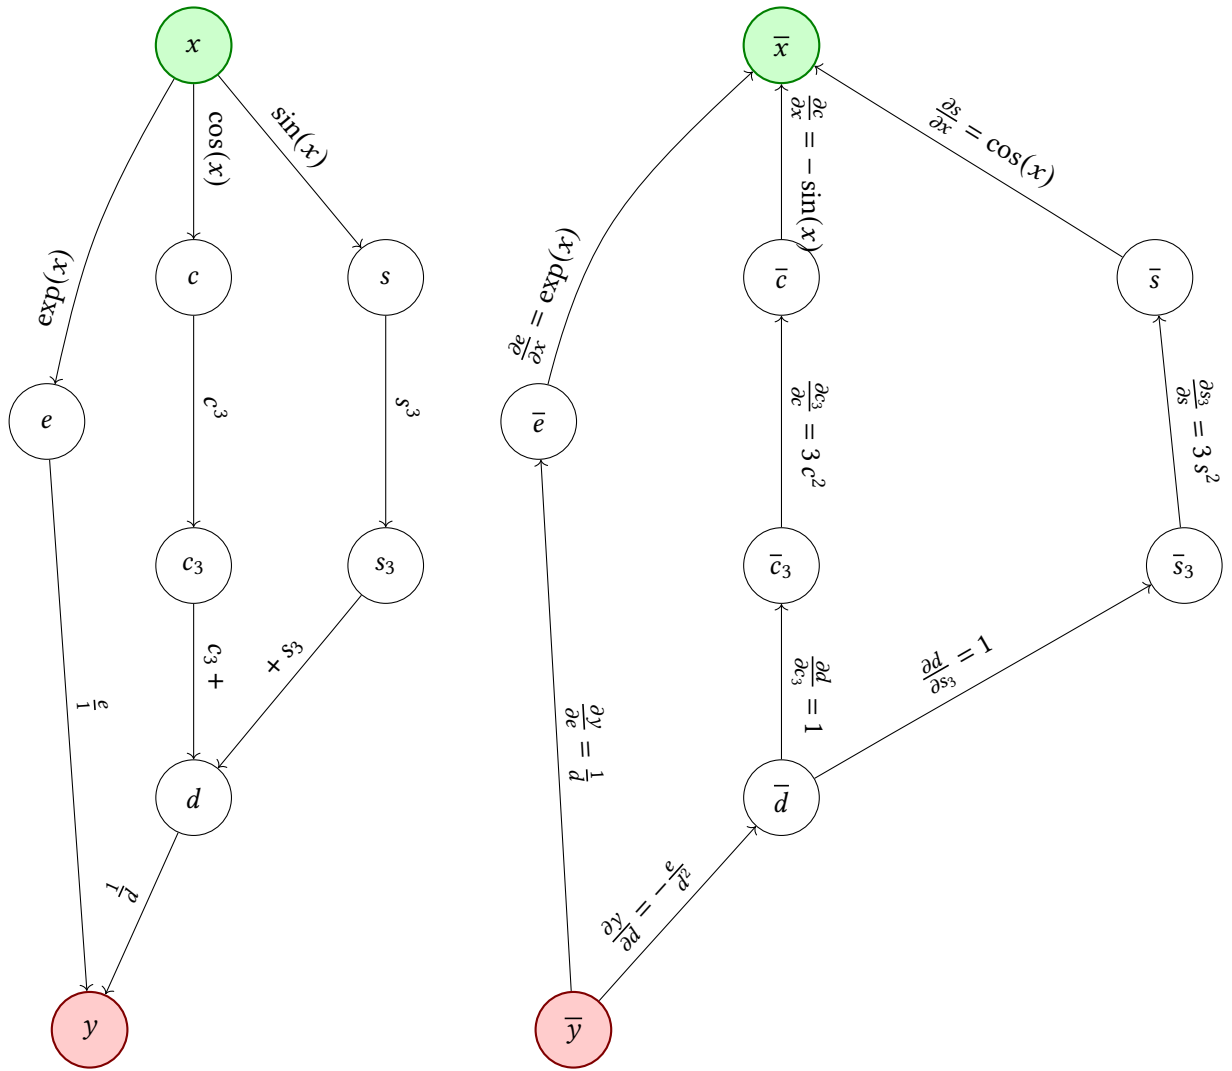 x
x̄
cos(x)
sin(x)
∂c/∂x = − sin(x)
∂s/∂x = cos(x)
exp(x)
∂e/∂x = exp(x)
c
s
c̄
s̄
e
c³
s³
ē
∂c₃/∂c = 3 c²
∂s₃/∂s = 3 s²
c₃
s₃
c̄₃
s̄₃
c₃ +
+ s₃
∂d/∂c₃ = 1
∂d/∂s₃ = 1
e/1
∂y/∂e = 1/d
d
d̄
1/d
∂y/∂d = − e/d²
y
ȳ